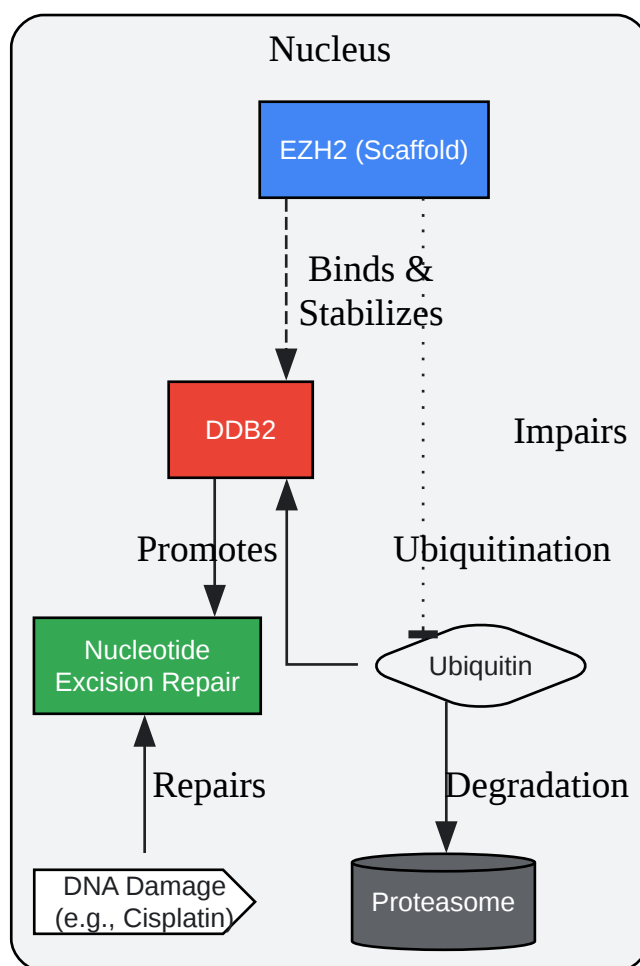 Nucleus
EZH2 (Scaffold)
Binds &
Stabilizes
DDB2
Impairs
Promotes
Ubiquitination
Nucleotide
Excision Repair
Ubiquitin
Repairs
Degradation
DNA Damage
(e.g., Cisplatin)
Proteasome